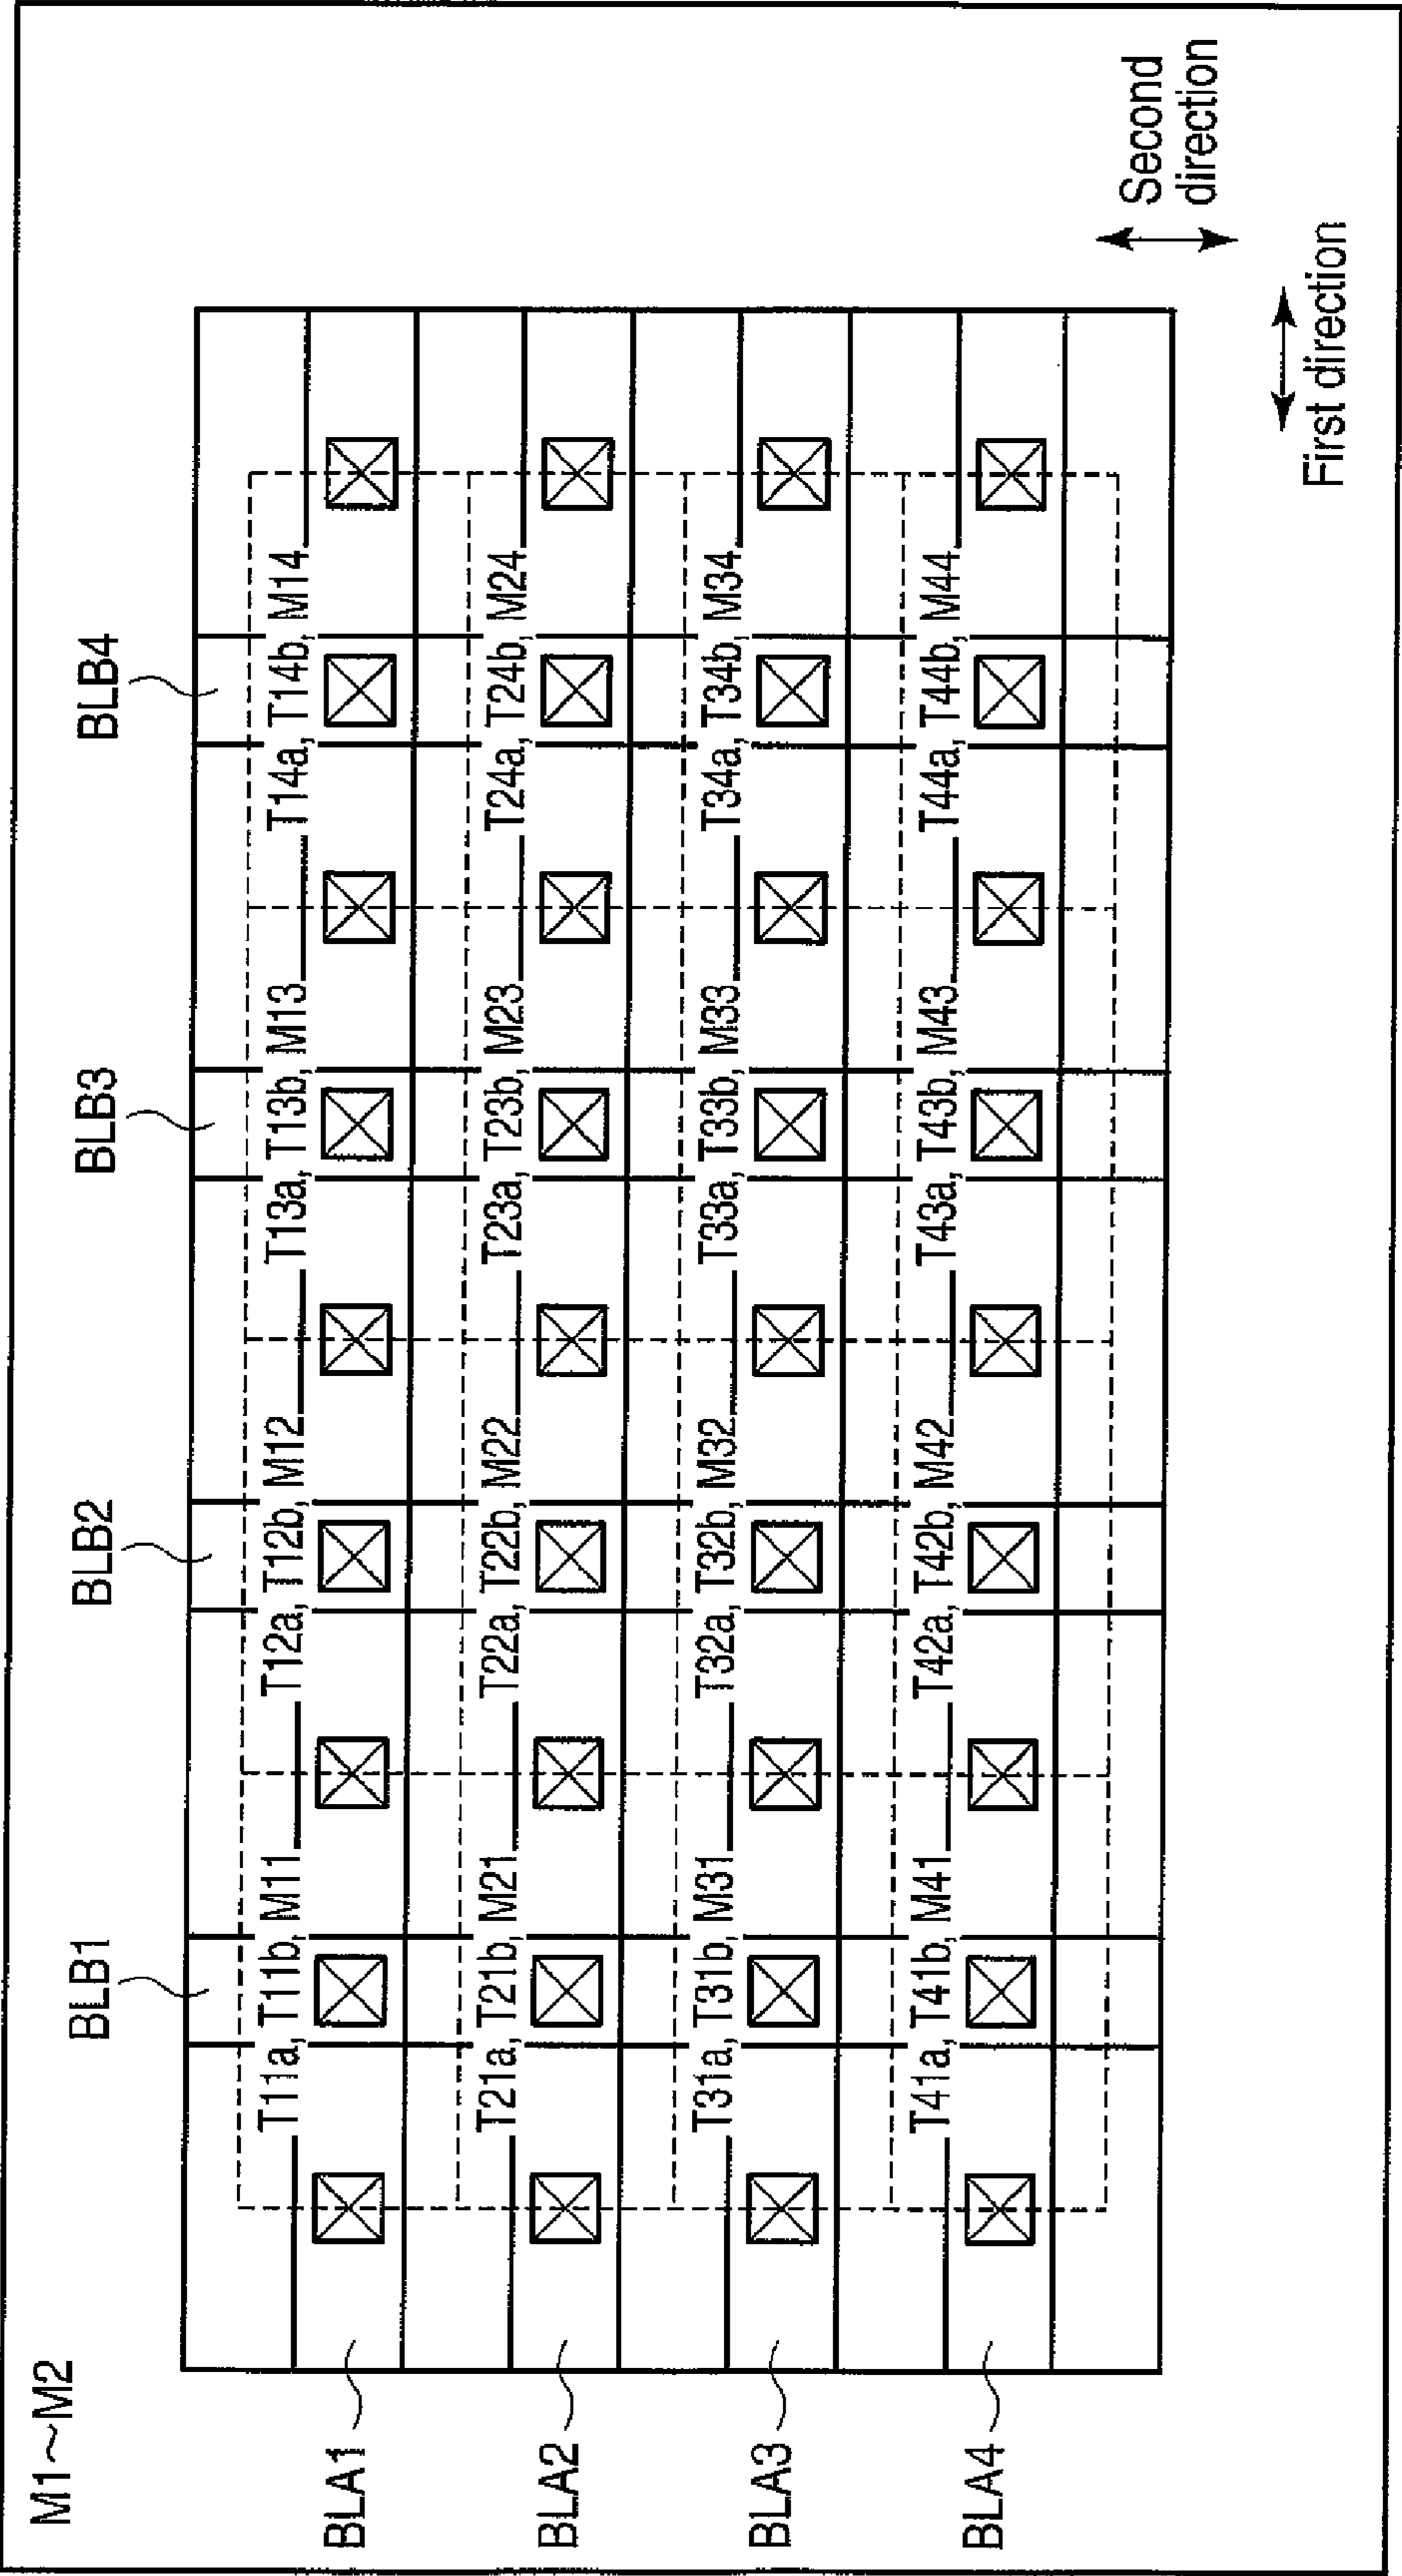 M1~M2
BLB1
BLB2
BLB3
BLB4
BLA1
T11a, T11b, M11
T12a, T12b, M12
T13a, T13b, M13
T14a, T14b, M14
BLA2
T21a, T21b, M21
T22a, T22b, M22
T23a, T23b, M23
T24a, T24b, M24
BLA3
T31a, T31b, M31
T32a, T32b, M32
T33a, T33b, M33
T34a, T34b, M34
BLA4
T41a, T41b, M41
T42a, T42b, M42
T43a, T43b, M43
T44a, T44b, M44
Second
direction
First direction